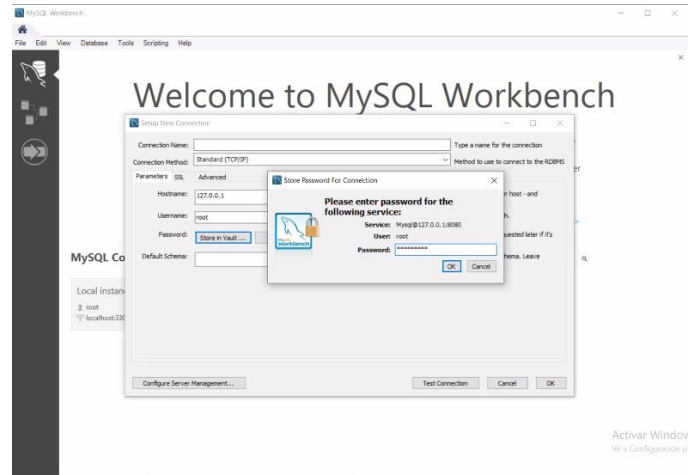 MySQL Workbench
File Edit View Database Tools Scripting Help
Welcome to MySQL Workbench
Setup New Connection
Connection Name:
Type a name for the connection
Connection Method: Standard (TCP/IP)
Method to use to connect to the RDBMS
Parameters SSL Advanced
Hostname: 127.0.0.1
r host - and
Username: root
Password: Store in Vault ...
uested later if it's
Default Schema:
hema. Leave
Store Password For Connection
Please enter password for the
following service:
Service: Mysql@127.0.0.1:8080
User: root
Password: *********
Workbench
OK Cancel
MySQL Co
Local instan
root
localhost:330
Configure Server Management...
Test Connection Cancel OK
Activar Window
Ve a Configuración p